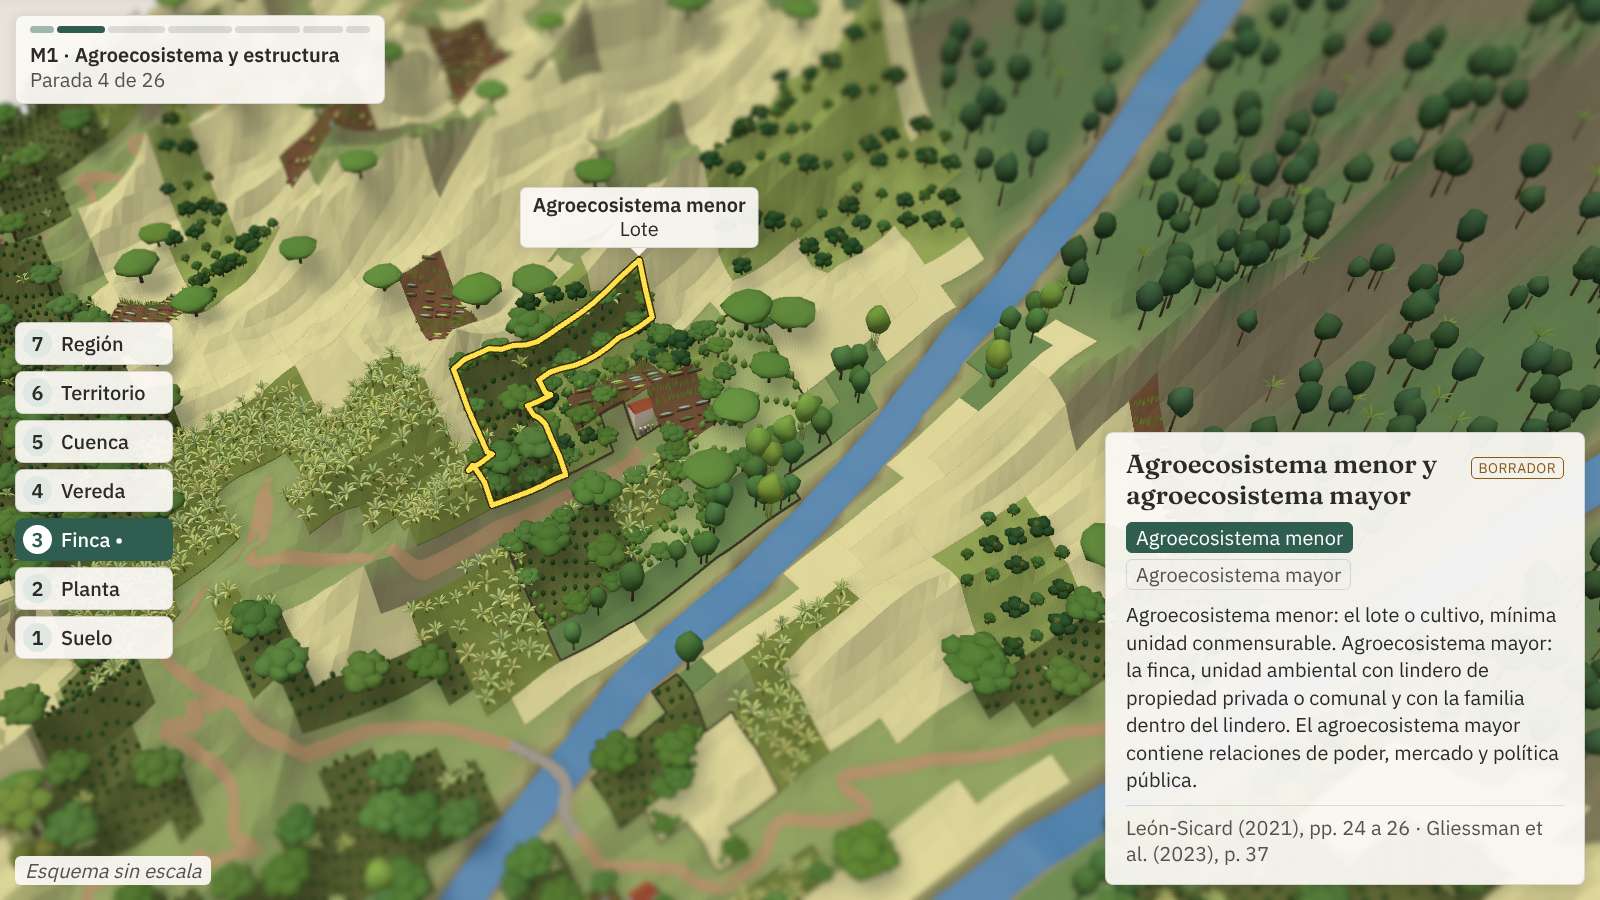 M1 · Agroecosistema y estructura
Parada 4 de 26
Agroecosistema menor
Lote
7 Región
6 Territorio
5 Cuenca
4 Vereda
3 Finca •
2 Planta
1 Suelo
Agroecosistema menor y
agroecosistema mayor
BORRADOR
Agroecosistema menor
Agroecosistema mayor
Agroecosistema menor: el lote o cultivo, mínima
unidad conmensurable. Agroecosistema mayor:
la finca, unidad ambiental con lindero de
propiedad privada o comunal y con la familia
dentro del lindero. El agroecosistema mayor
contiene relaciones de poder, mercado y política
pública.
León-Sicard (2021), pp. 24 a 26 · Gliessman et
al. (2023), p. 37
Esquema sin escala